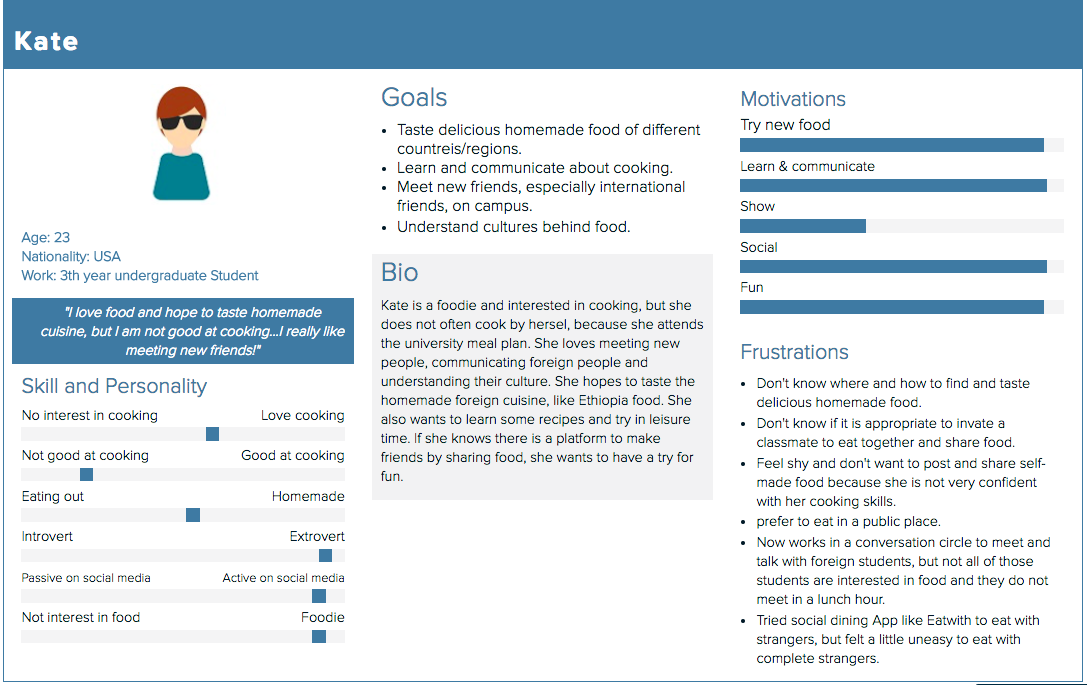 Kate
Age: 23
Nationality: USA
Work: 3th year undergraduate Student
"I love food and hope to taste homemade
cuisine, but I am not good at cooking...I really like
meeting new friends!"
Skill and Personality
No interest in cooking Love cooking
Not good at cooking Good at cooking
Eating out Homemade
Introvert Extrovert
Passive on social media Active on social media
Not interest in food Foodie
Goals
• Taste delicious homemade food of different
countreis/regions.
• Learn and communicate about cooking.
• Meet new friends, especially international
friends, on campus.
• Understand cultures behind food.
Bio
Kate is a foodie and interested in cooking, but she
does not often cook by hersel, because she attends
the university meal plan. She loves meeting new
people, communicating foreign people and
understanding their culture. She hopes to taste the
homemade foreign cuisine, like Ethiopia food. She
also wants to learn some recipes and try in leisure
time. If she knows there is a platform to make
friends by sharing food, she wants to have a try for
fun.
Motivations
Try new food
Learn & communicate
Show
Social
Fun
Frustrations
• Don't know where and how to find and taste
delicious homemade food.
• Don't know if it is appropriate to invate a
classmate to eat together and share food.
• Feel shy and don't want to post and share self-
made food because she is not very confident
with her cooking skills.
• prefer to eat in a public place.
• Now works in a conversation circle to meet and
talk with foreign students, but not all of those
students are interested in food and they do not
meet in a lunch hour.
• Tried social dining App like Eatwith to eat with
strangers, but felt a little uneasy to eat with
complete strangers.